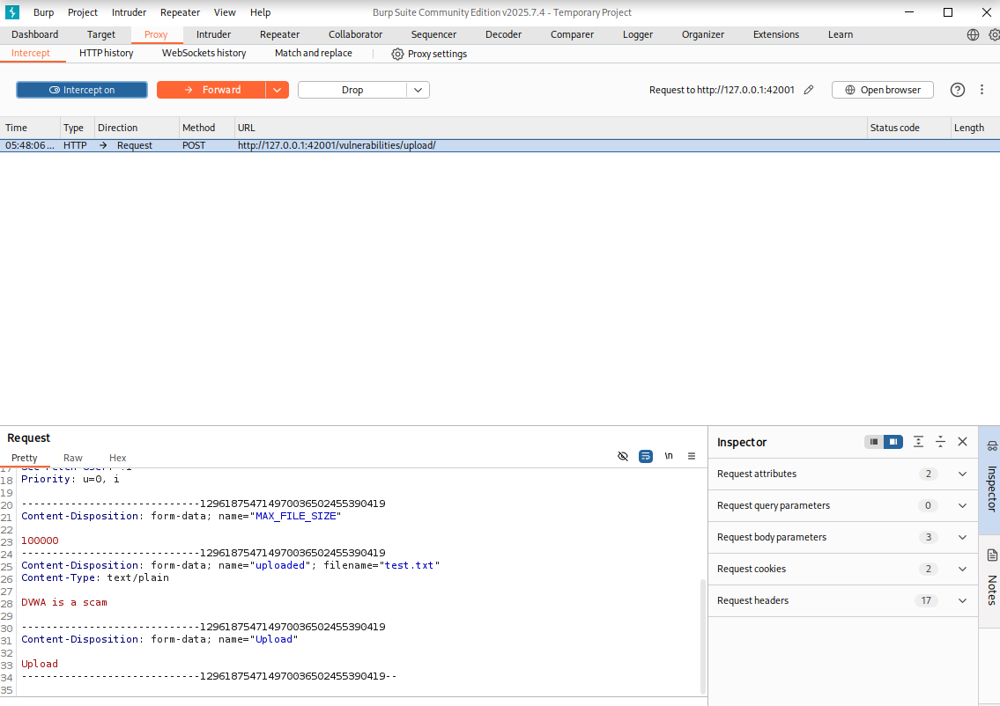 Burp Project Intruder Repeater View Help Burp Suite Community Edition v2025.7.4 - Temporary Project
Dashboard Target Proxy Intruder Repeater Collaborator Sequencer Decoder Comparer Logger Organizer Extensions Learn
Intercept HTTP history WebSockets history Match and replace Proxy settings
Intercept on Forward Drop Request to http://127.0.0.1:42001 Open browser
Time Type Direction Method URL Status code Length
05:48:06... HTTP Request POST http://127.0.0.1:42001/vulnerabilities/upload/
Request
Pretty Raw Hex \n
18 Priority: u=0, i
19
20 -----------------------------129618754714970036502455390419
21 Content-Disposition: form-data; name="MAX_FILE_SIZE"
22
23 100000
24 -----------------------------129618754714970036502455390419
25 Content-Disposition: form-data; name="uploaded"; filename="test.txt"
26 Content-Type: text/plain
27
28 DVWA is a scam
29
30 -----------------------------129618754714970036502455390419
31 Content-Disposition: form-data; name="Upload"
32
33 Upload
34 -----------------------------129618754714970036502455390419--
35
Inspector
Request attributes 2
Request query parameters 0
Request body parameters 3
Request cookies 2
Request headers 17
Inspector
Notes